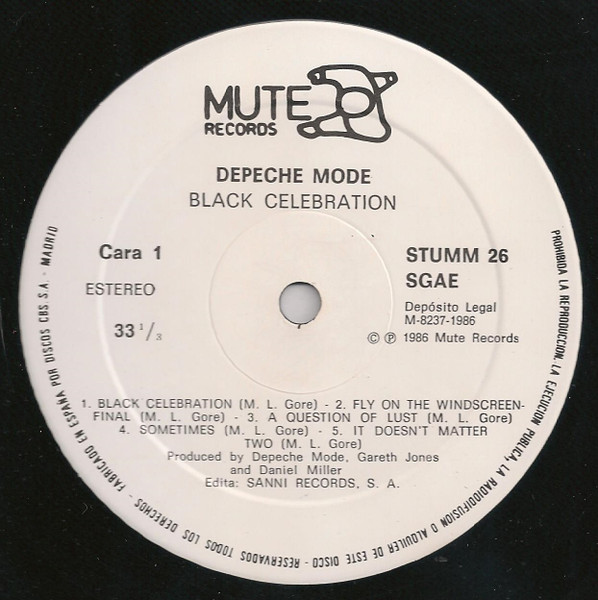 MUTE
RECORDS
DEPECHE MODE
BLACK CELEBRATION
Cara 1
ESTEREO
33 1/3
STUMM 26
SGAE
Depósito Legal
M-8237-1986
© ℗ 1986 Mute Records
1. BLACK CELEBRATION (M. L. Gore) - 2. FLY ON THE WINDSCREEN-
FINAL (M. L. Gore) - 3. A QUESTION OF LUST (M. L. Gore)
4. SOMETIMES (M. L. Gore) - 5. IT DOESN'T MATTER
TWO (M. L. Gore)
Produced by Depeche Mode, Gareth Jones
and Daniel Miller
Edita: SANNI RECORDS, S. A.
PROHIBIDA LA REPRODUCCION, LA EJECUCION PUBLICA, LA RADIODIFUSION O ALQUILER DE ESTE DISCO - RESERVADOS TODOS LOS DERECHOS - FABRICADO EN ESPAÑA POR DISCOS CBS S.A. - MADRID